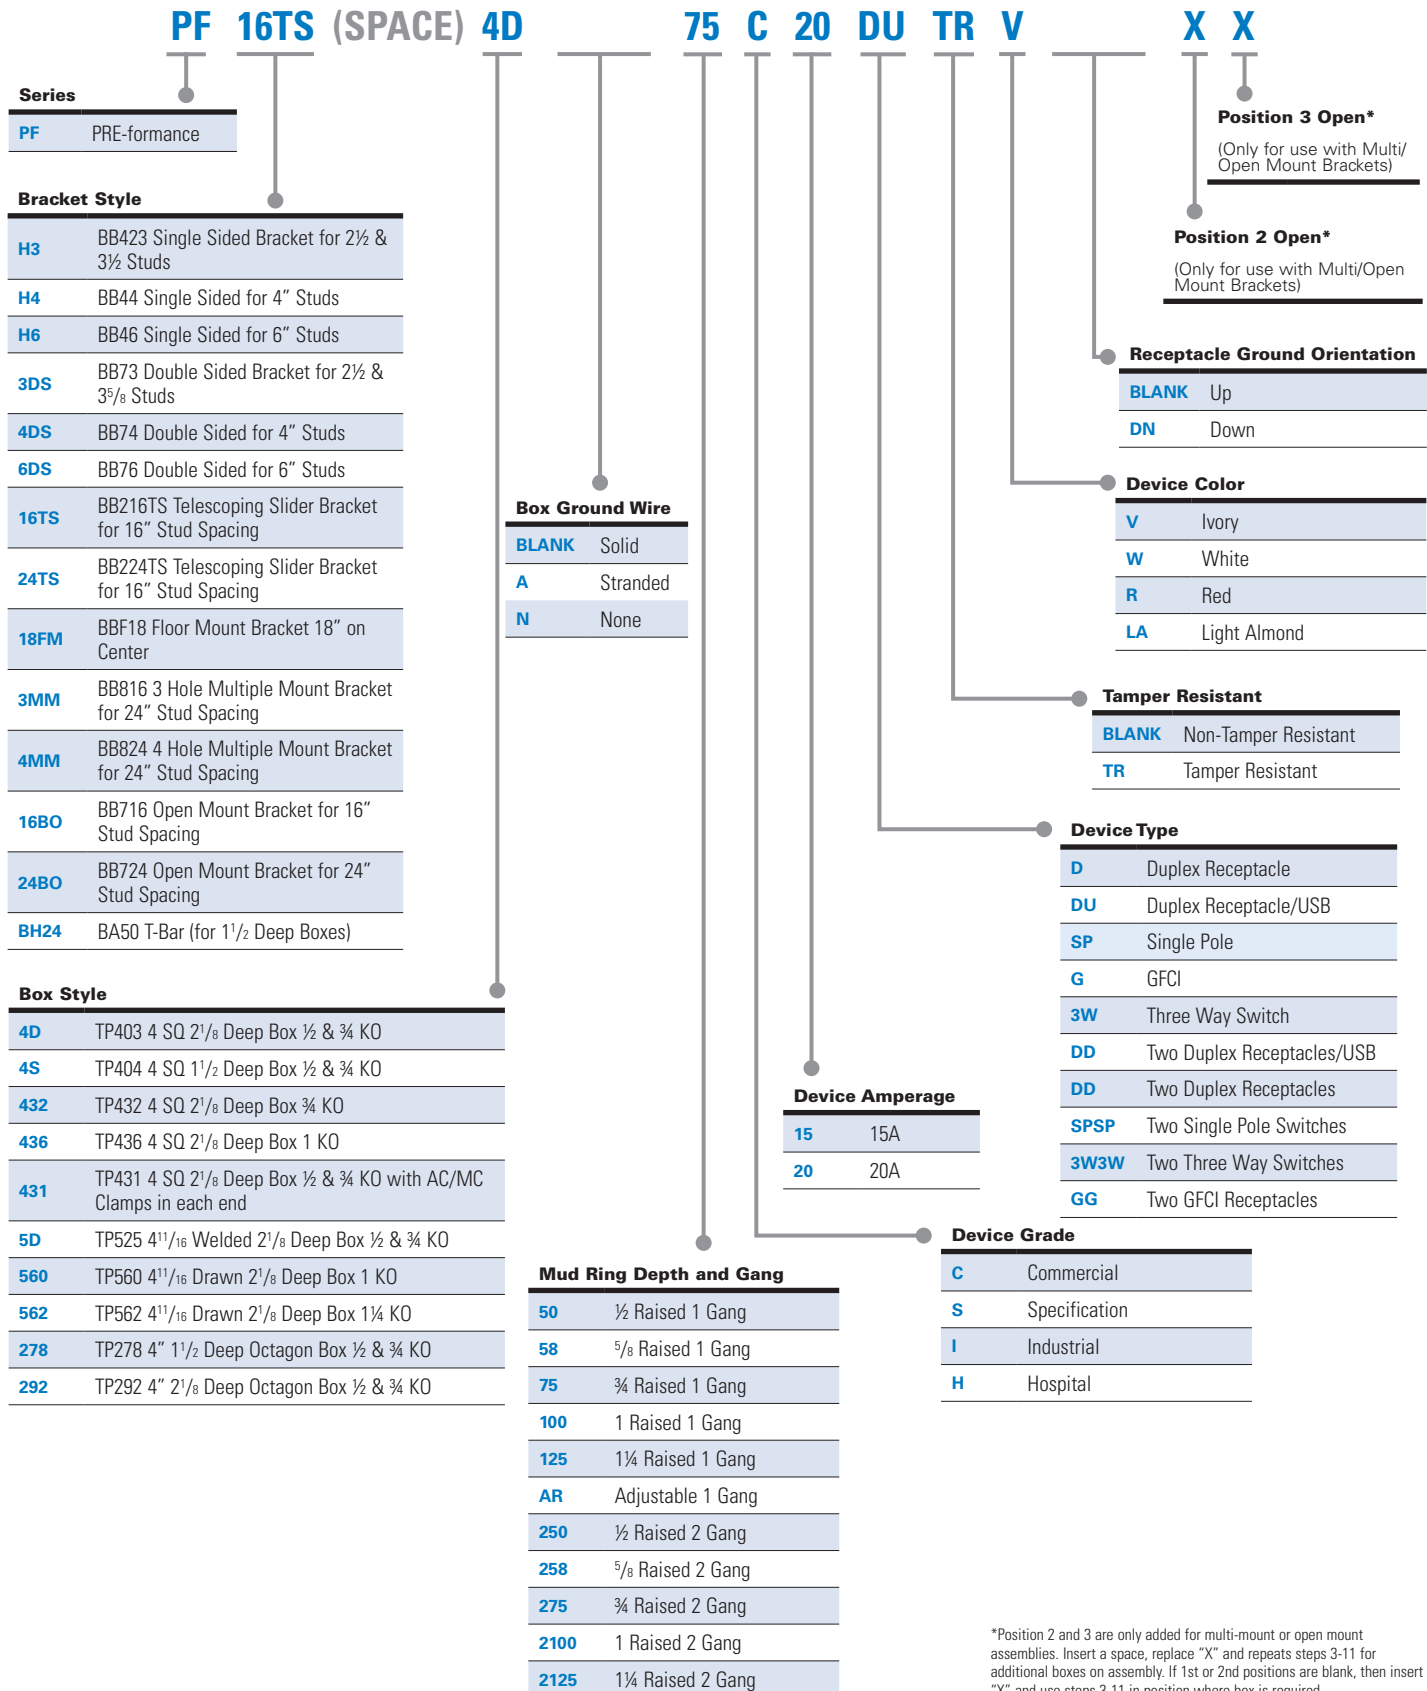 PF 16TS (SPACE) 4D 75 C 20 DU TR V X X
Series
PF PRE-formance
Bracket Style
H3 BB423 Single Sided Bracket for 2½ &
3½ Studs
H4 BB44 Single Sided for 4” Studs
H6 BB46 Single Sided for 6” Studs
3DS BB73 Double Sided Bracket for 2½ &
3⁵/₈ Studs
4DS BB74 Double Sided for 4” Studs
6DS BB76 Double Sided for 6” Studs
16TS BB216TS Telescoping Slider Bracket
for 16” Stud Spacing
24TS BB224TS Telescoping Slider Bracket
for 16” Stud Spacing
18FM BBF18 Floor Mount Bracket 18” on
Center
3MM BB816 3 Hole Multiple Mount Bracket
for 24” Stud Spacing
4MM BB824 4 Hole Multiple Mount Bracket
for 24” Stud Spacing
16BO BB716 Open Mount Bracket for 16”
Stud Spacing
24BO BB724 Open Mount Bracket for 24”
Stud Spacing
BH24 BA50 T-Bar (for 1¹/₂ Deep Boxes)
Box Style
4D TP403 4 SQ 2¹/₈ Deep Box ½ & ¾ KO
4S TP404 4 SQ 1¹/₂ Deep Box ½ & ¾ KO
432 TP432 4 SQ 2¹/₈ Deep Box ¾ KO
436 TP436 4 SQ 2¹/₈ Deep Box 1 KO
431 TP431 4 SQ 2¹/₈ Deep Box ½ & ¾ KO with AC/MC
Clamps in each end
5D TP525 4¹¹/₁₆ Welded 2¹/₈ Deep Box ½ & ¾ KO
560 TP560 4¹¹/₁₆ Drawn 2¹/₈ Deep Box 1 KO
562 TP562 4¹¹/₁₆ Drawn 2¹/₈ Deep Box 1¼ KO
278 TP278 4” 1¹/₂ Deep Octagon Box ½ & ¾ KO
292 TP292 4” 2¹/₈ Deep Octagon Box ½ & ¾ KO
Box Ground Wire
BLANK Solid
A Stranded
N None
Mud Ring Depth and Gang
50 ½ Raised 1 Gang
58 ⁵/₈ Raised 1 Gang
75 ¾ Raised 1 Gang
100 1 Raised 1 Gang
125 1¼ Raised 1 Gang
AR Adjustable 1 Gang
250 ½ Raised 2 Gang
258 ⁵/₈ Raised 2 Gang
275 ¾ Raised 2 Gang
2100 1 Raised 2 Gang
2125 1¼ Raised 2 Gang
Device Grade
C Commercial
S Specification
I Industrial
H Hospital
Device Amperage
15 15A
20 20A
Device Type
D Duplex Receptacle
DU Duplex Receptacle/USB
SP Single Pole
G GFCI
3W Three Way Switch
DD Two Duplex Receptacles/USB
DD Two Duplex Receptacles
SPSP Two Single Pole Switches
3W3W Two Three Way Switches
GG Two GFCI Receptacles
Tamper Resistant
BLANK Non-Tamper Resistant
TR Tamper Resistant
Device Color
V Ivory
W White
R Red
LA Light Almond
Receptacle Ground Orientation
BLANK Up
DN Down
Position 2 Open*
(Only for use with Multi/Open
Mount Brackets)
Position 3 Open*
(Only for use with Multi/
Open Mount Brackets)
*Position 2 and 3 are only added for multi-mount or open mount
assemblies. Insert a space, replace “X” and repeats steps 3-11 for
additional boxes on assembly. If 1st or 2nd positions are blank, then insert
“X” and use steps 3-11 in position where box is required.